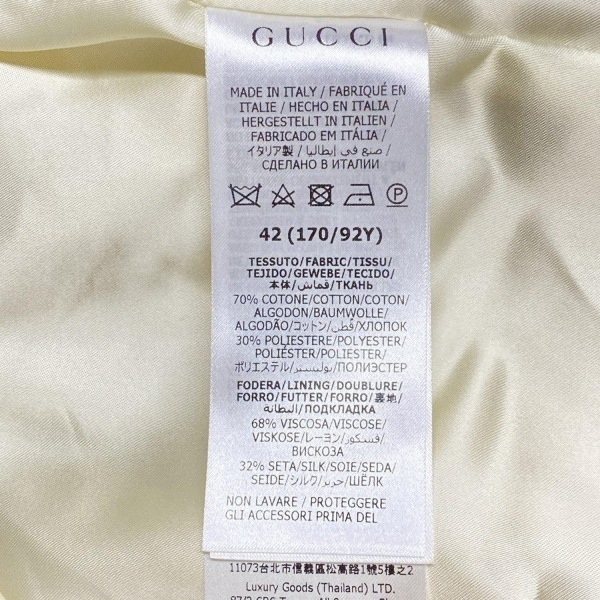 GUCCI
MADE IN ITALY / FABRIQUÉ EN
ITALIE / HECHO EN ITALIA /
HERGESTELLT IN ITALIEN /
FABRICADO EM ITÁLIA /
イタリア製 / صنع في إيطاليا /
СДЕЛАНО В ИТАЛИИ
42 (170/92Y)
TESSUTO/FABRIC/TISSU/
TEJIDO/GEWEBE/TECIDO/
本体/قماش/ТКАНЬ
70% COTONE/COTTON/COTON/
ALGODON/BAUMWOLLE/
ALGODÃO/コットン/قطن/ХЛОПОК
30% POLIESTERE/POLYESTER/
POLIÉSTER/POLIESTER/
ポリエステル/بوليستر/ПОЛИЭСТЕР
FODERA/LINING/DOUBLURE/
FORRO/FUTTER/FORRO/裏地/
البطانة/ПОДКЛАДКА
68% VISCOSA/VISCOSE/
VISKOSE/レーヨン/فسكوز/
ВИСКОЗА
32% SETA/SILK/SOIE/SEDA/
SEIDE/シルク/حرير/ШЁЛК
NON LAVARE / PROTEGGERE
GLI ACCESSORI PRIMA DEL
11073台北市信義區松高路1號5樓之2
Luxury Goods (Thailand) LTD.